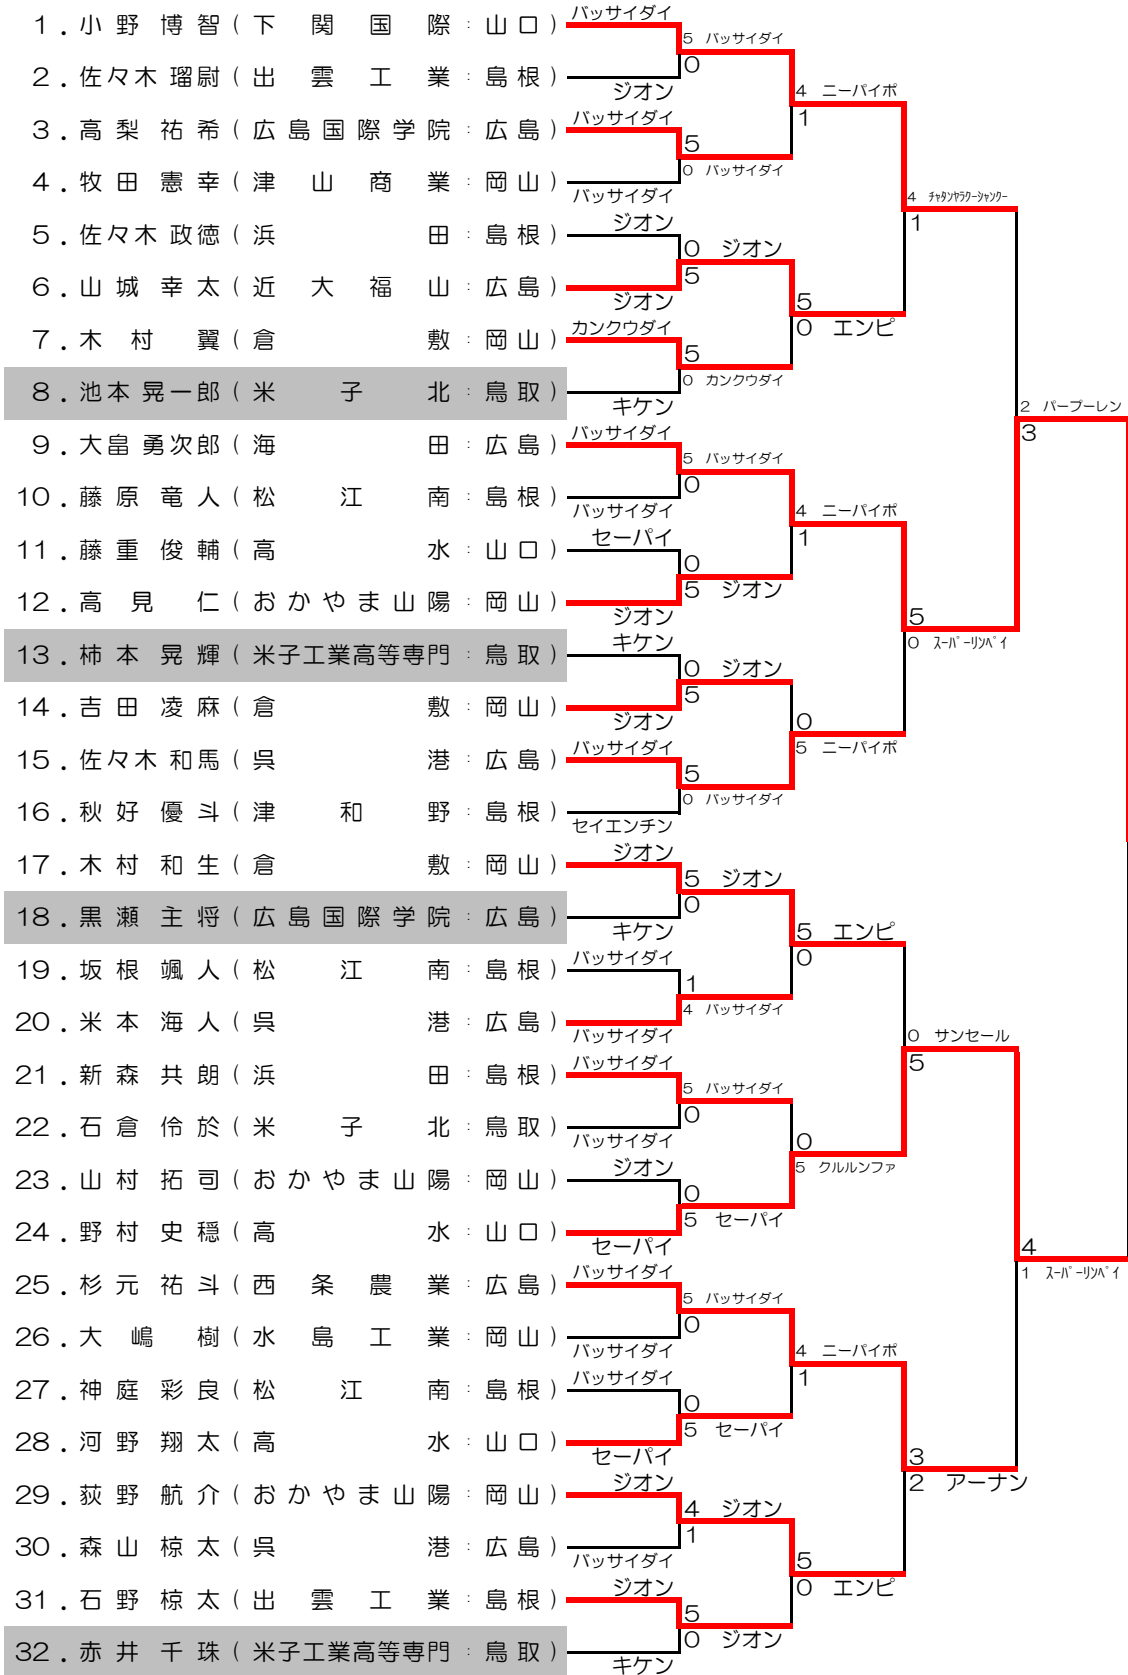 1．小野 博智（下関国際：山口）
バッサイダイ
5 バッサイダイ
0
2．佐々木 瑠尉（出雲工業：島根）
ジオン
4 ニーパイポ
1
3．高梨 祐希（広島国際学院：広島）
バッサイダイ
5
0 バッサイダイ
4．牧田 憲幸（津山商業：岡山）
バッサイダイ
4 チャタンヤラクーシャンクー
1
5．佐々木 政徳（浜田：島根）
ジオン
0 ジオン
5
6．山城 幸太（近大福山：広島）
ジオン
5
0 エンピ
7．木村 翼（倉敷：岡山）
カンクウダイ
5
0 カンクウダイ
8．池本 晃一郎（米子北：鳥取）
キケン
2 パープーレン
3
9．大畠 勇次郎（海田：広島）
バッサイダイ
5 バッサイダイ
0
10．藤原 竜人（松江南：島根）
バッサイダイ
4 ニーパイポ
1
11．藤重 俊輔（高水：山口）
セーパイ
0
5 ジオン
12．高見 仁（おかやま山陽：岡山）
ジオン
5
0 スーパーリンペイ
13．柿本 晃輝（米子工業高等専門：鳥取）
キケン
0 ジオン
5
14．吉田 凌麻（倉敷：岡山）
ジオン
0
5 ニーパイポ
15．佐々木 和馬（呉港：広島）
バッサイダイ
5
0 バッサイダイ
16．秋好 優斗（津和野：島根）
セイエンチン
17．木村 和生（倉敷：岡山）
ジオン
5 ジオン
0
18．黒瀬 主将（広島国際学院：広島）
キケン
5 エンピ
0
19．坂根 颯人（松江南：島根）
バッサイダイ
1
4 バッサイダイ
20．米本 海人（呉港：広島）
バッサイダイ
0 サンセール
5
21．新森 共朗（浜田：島根）
バッサイダイ
5 バッサイダイ
0
22．石倉 伶於（米子北：鳥取）
バッサイダイ
0
5 クルルンファ
23．山村 拓司（おかやま山陽：岡山）
ジオン
0
5 セーパイ
24．野村 史穏（高水：山口）
セーパイ
4
1 スーパーリンペイ
25．杉元 祐斗（西条農業：広島）
バッサイダイ
5 バッサイダイ
0
26．大嶋 樹（水島工業：岡山）
バッサイダイ
4 ニーパイポ
1
27．神庭 彩良（松江南：島根）
バッサイダイ
0
5 セーパイ
28．河野 翔太（高水：山口）
セーパイ
3
2 アーナン
29．荻野 航介（おかやま山陽：岡山）
ジオン
4 ジオン
1
30．森山 椋太（呉港：広島）
バッサイダイ
5
0 エンピ
31．石野 椋太（出雲工業：島根）
ジオン
5
0 ジオン
32．赤井 千珠（米子工業高等専門：鳥取）
キケン